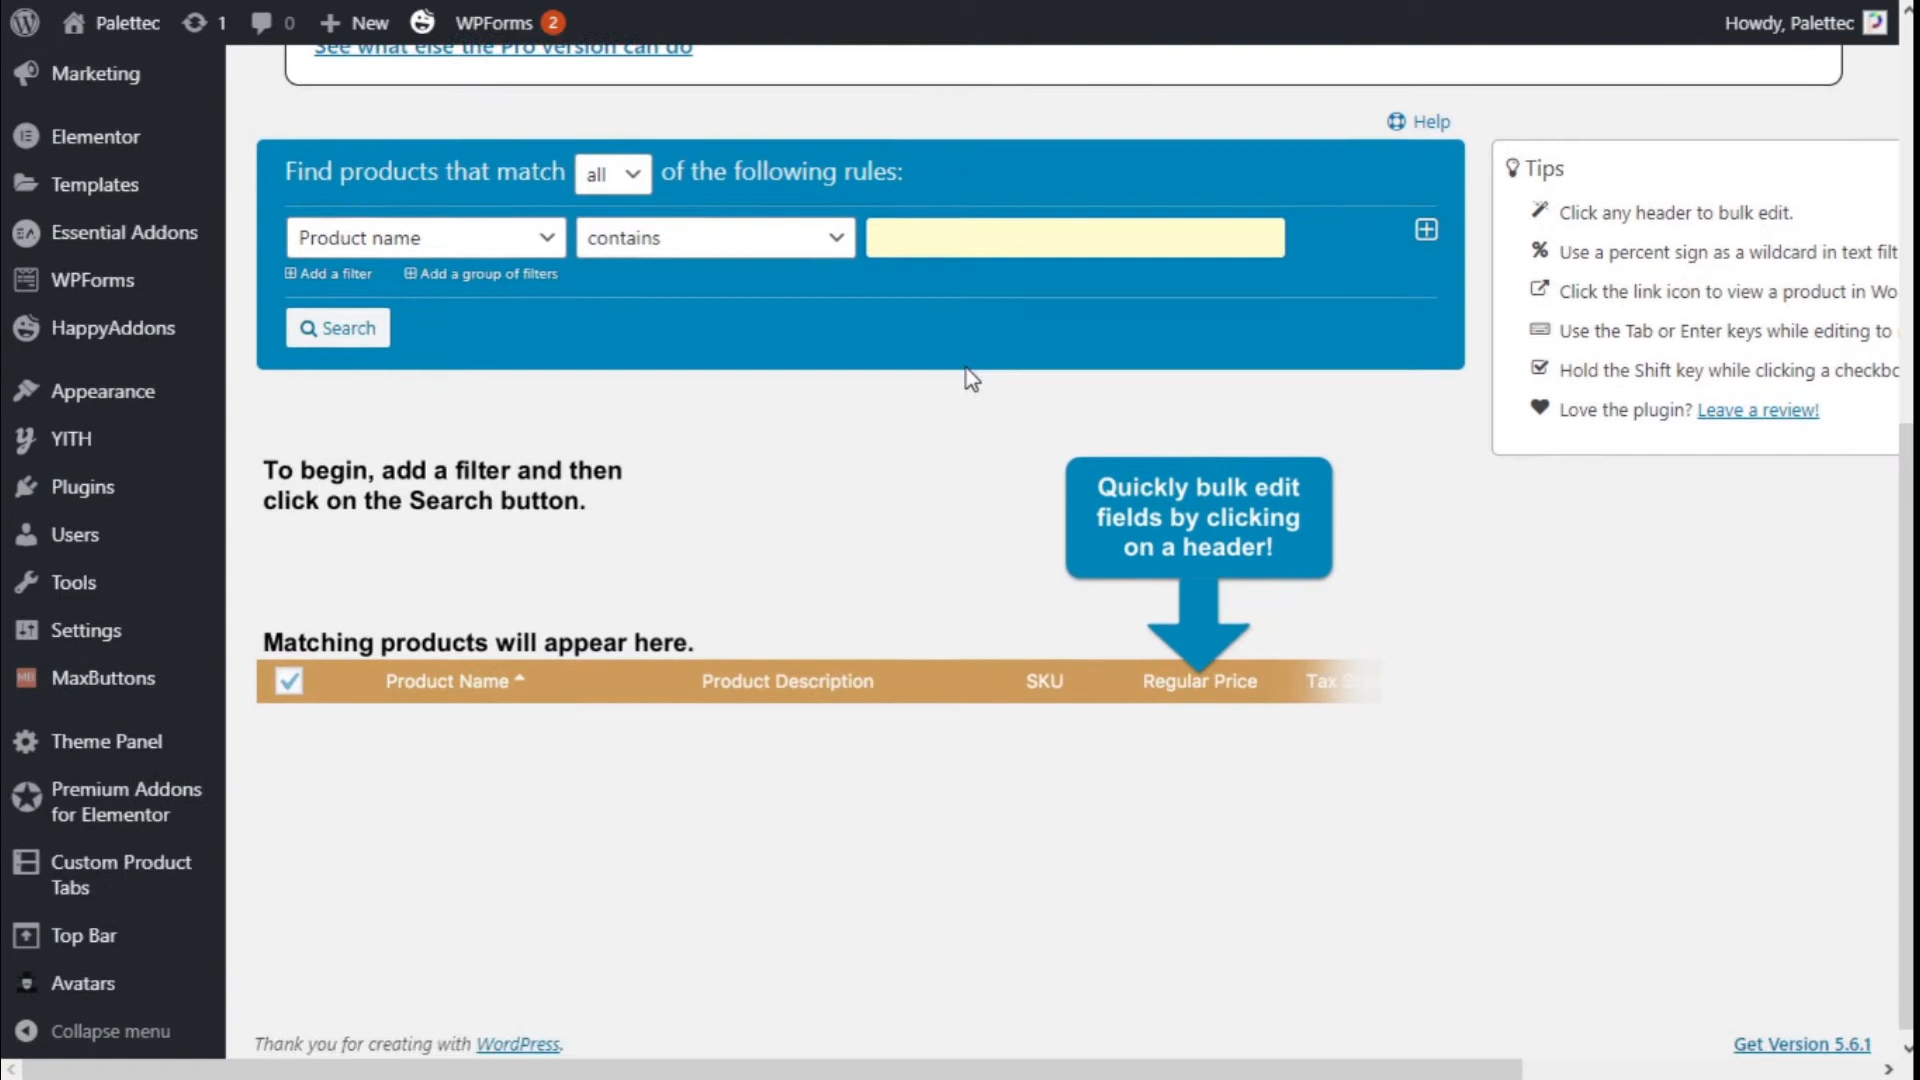 Palettec
1
0
New
WPForms
2
Howdy, Palettec
Marketing
Elementor
Templates
Essential Addons
WPForms
HappyAddons
Appearance
YITH
Plugins
Users
Tools
Settings
MaxButtons
Theme Panel
Premium Addons
for Elementor
Custom Product
Tabs
Top Bar
Avatars
Collapse menu
See what else the Pro version can do
Help
Find products that match all of the following rules:
Product name
contains
Add a filter
Add a group of filters
Search
Tips
Click any header to bulk edit.
Use a percent sign as a wildcard in text filt
Click the link icon to view a product in Wo
Use the Tab or Enter keys while editing to
Hold the Shift key while clicking a checkbo
Love the plugin? Leave a review!
To begin, add a filter and then
click on the Search button.
Quickly bulk edit
fields by clicking
on a header!
Matching products will appear here.
Product Name
Product Description
SKU
Regular Price
Tax
Thank you for creating with WordPress.
Get Version 5.6.1